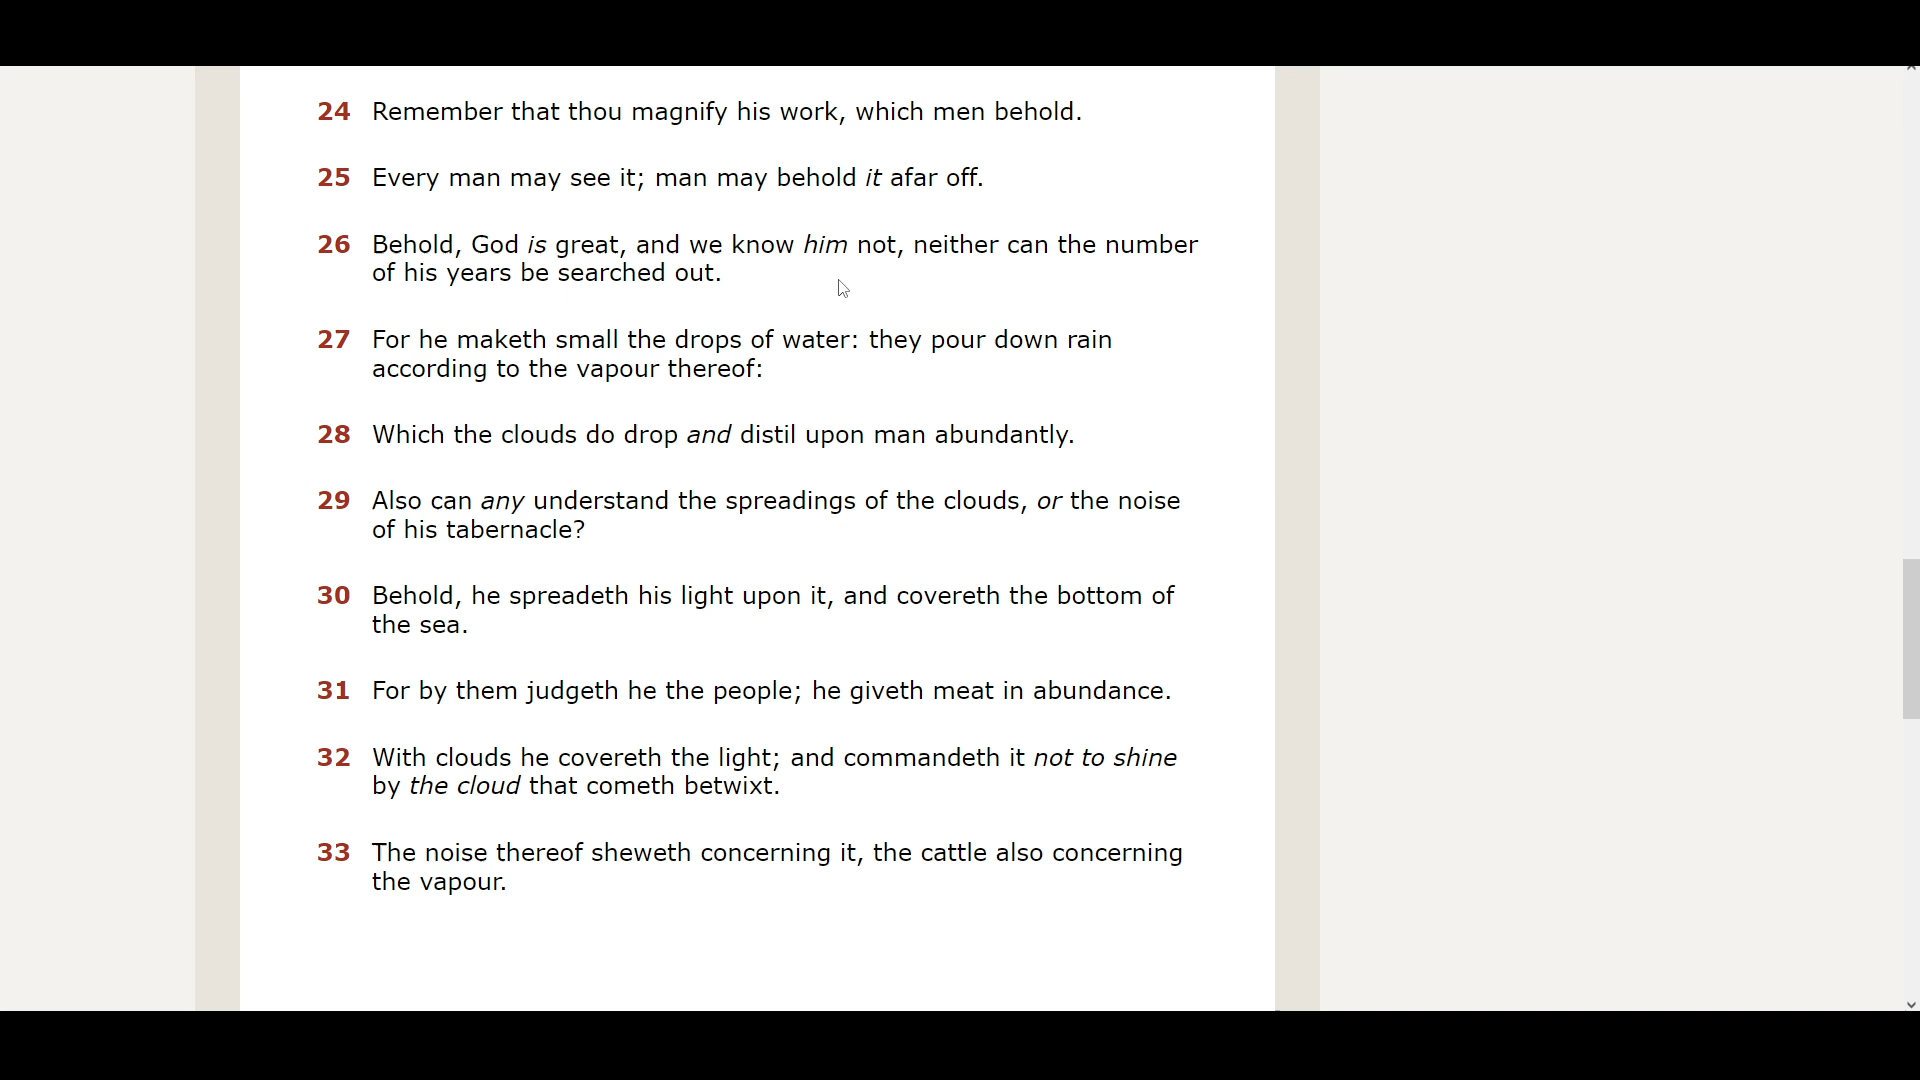 24 Remember that thou magnify his work, which men behold.
25 Every man may see it; man may behold it afar off.
26 Behold, God is great, and we know him not, neither can the number
of his years be searched out.
27 For he maketh small the drops of water: they pour down rain
according to the vapour thereof:
28 Which the clouds do drop and distil upon man abundantly.
29 Also can any understand the spreadings of the clouds, or the noise
of his tabernacle?
30 Behold, he spreadeth his light upon it, and covereth the bottom of
the sea.
31 For by them judgeth he the people; he giveth meat in abundance.
32 With clouds he covereth the light; and commandeth it not to shine
by the cloud that cometh betwixt.
33 The noise thereof sheweth concerning it, the cattle also concerning
the vapour.